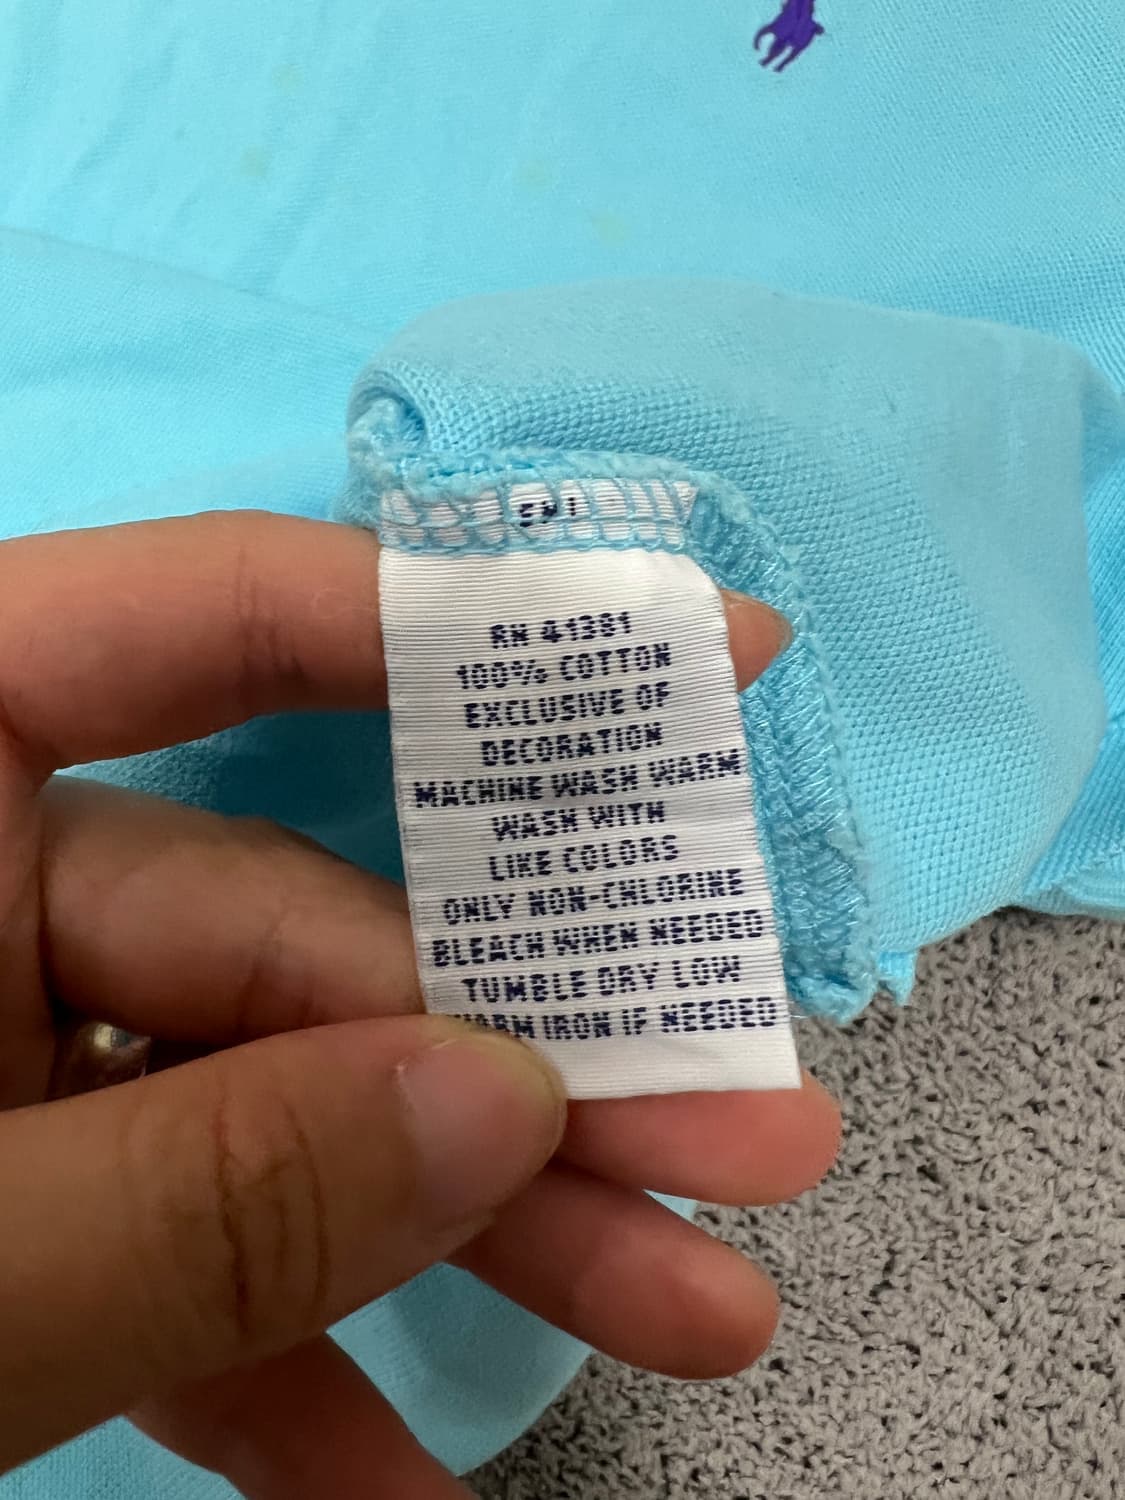 RN 41381
100% COTTON
EXCLUSIVE OF
DECORATION
MACHINE WASH WARM
WASH WITH
LIKE COLORS
ONLY NON-CHLORINE
BLEACH WHEN NEEDED
TUMBLE DRY LOW
WARM IRON IF NEEDED